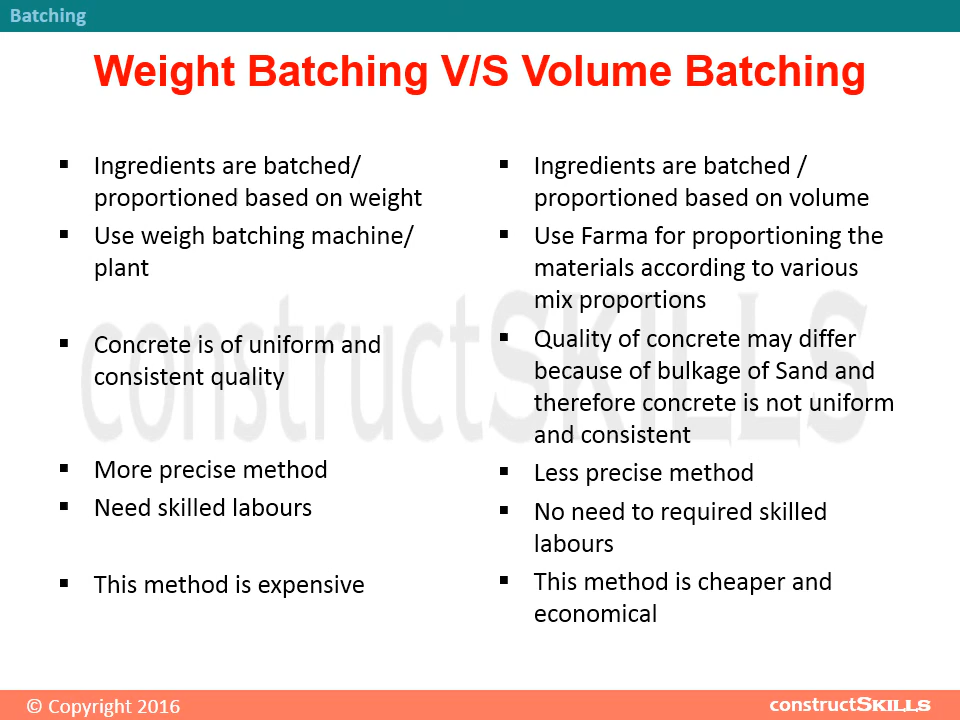 Batching
Weight Batching V/S Volume Batching
▪ Ingredients are batched/
proportioned based on weight
▪ Use weigh batching machine/
plant
▪ Concrete is of uniform and
consistent quality
▪ More precise method
▪ Need skilled labours
▪ This method is expensive
▪ Ingredients are batched /
proportioned based on volume
▪ Use Farma for proportioning the
materials according to various
mix proportions
▪ Quality of concrete may differ
because of bulkage of Sand and
therefore concrete is not uniform
and consistent
▪ Less precise method
▪ No need to required skilled
labours
▪ This method is cheaper and
economical
constructSKILLS
© Copyright 2016
constructSKILLS